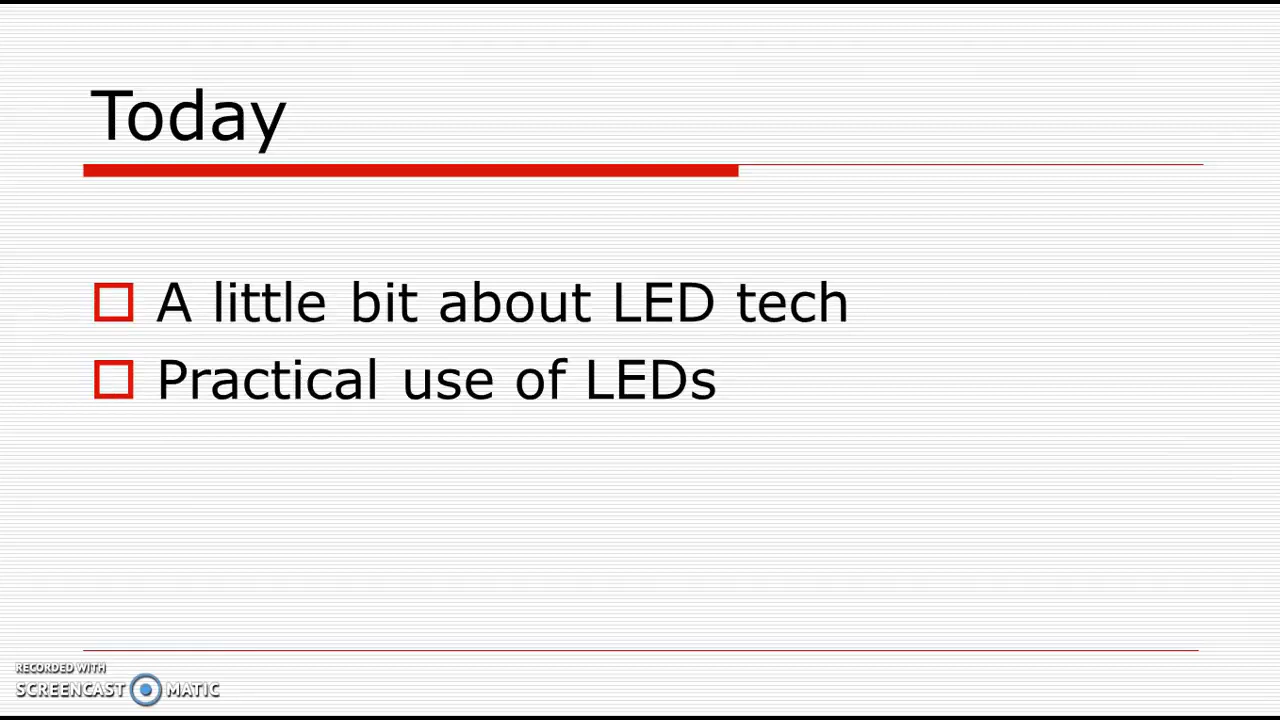 Today
A little bit about LED tech
Practical use of LEDs
RECORDED WITH
SCREENCAST MATIC